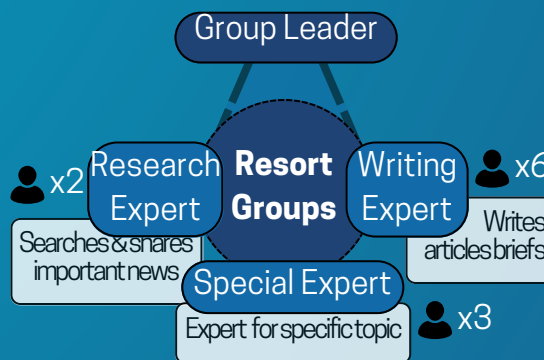 Group Leader
x2
Research
Expert
Resort
Groups
Writing
Expert
x6
Searches & shares
important news
Writes
articles briefs
Special Expert
Expert for specific topic
x3